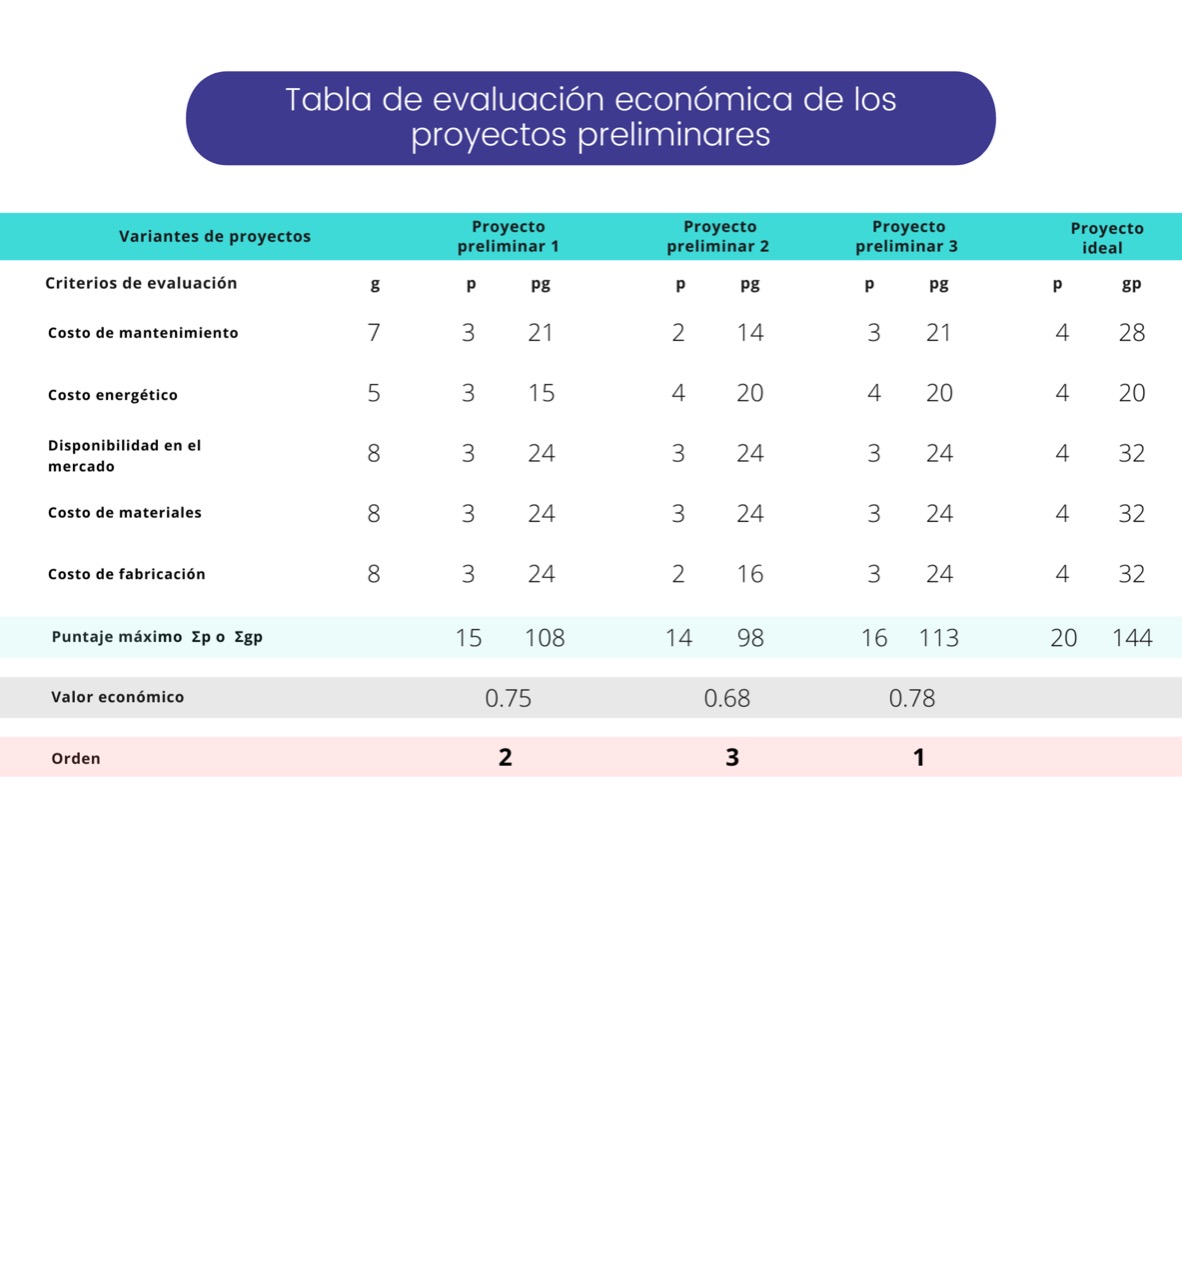 Tabla de evaluación económica de los
proyectos preliminares
Variantes de proyectos Proyecto preliminar 1 Proyecto preliminar 2 Proyecto preliminar 3 Proyecto ideal
Criterios de evaluación g p pg p pg p pg p gp
Costo de mantenimiento 7 3 21 2 14 3 21 4 28
Costo energético 5 3 15 4 20 4 20 4 20
Disponibilidad en el mercado 8 3 24 3 24 3 24 4 32
Costo de materiales 8 3 24 3 24 3 24 4 32
Costo de fabricación 8 3 24 2 16 3 24 4 32
Puntaje máximo Σp o Σgp 15 108 14 98 16 113 20 144
Valor económico 0.75 0.68 0.78
Orden 2 3 1